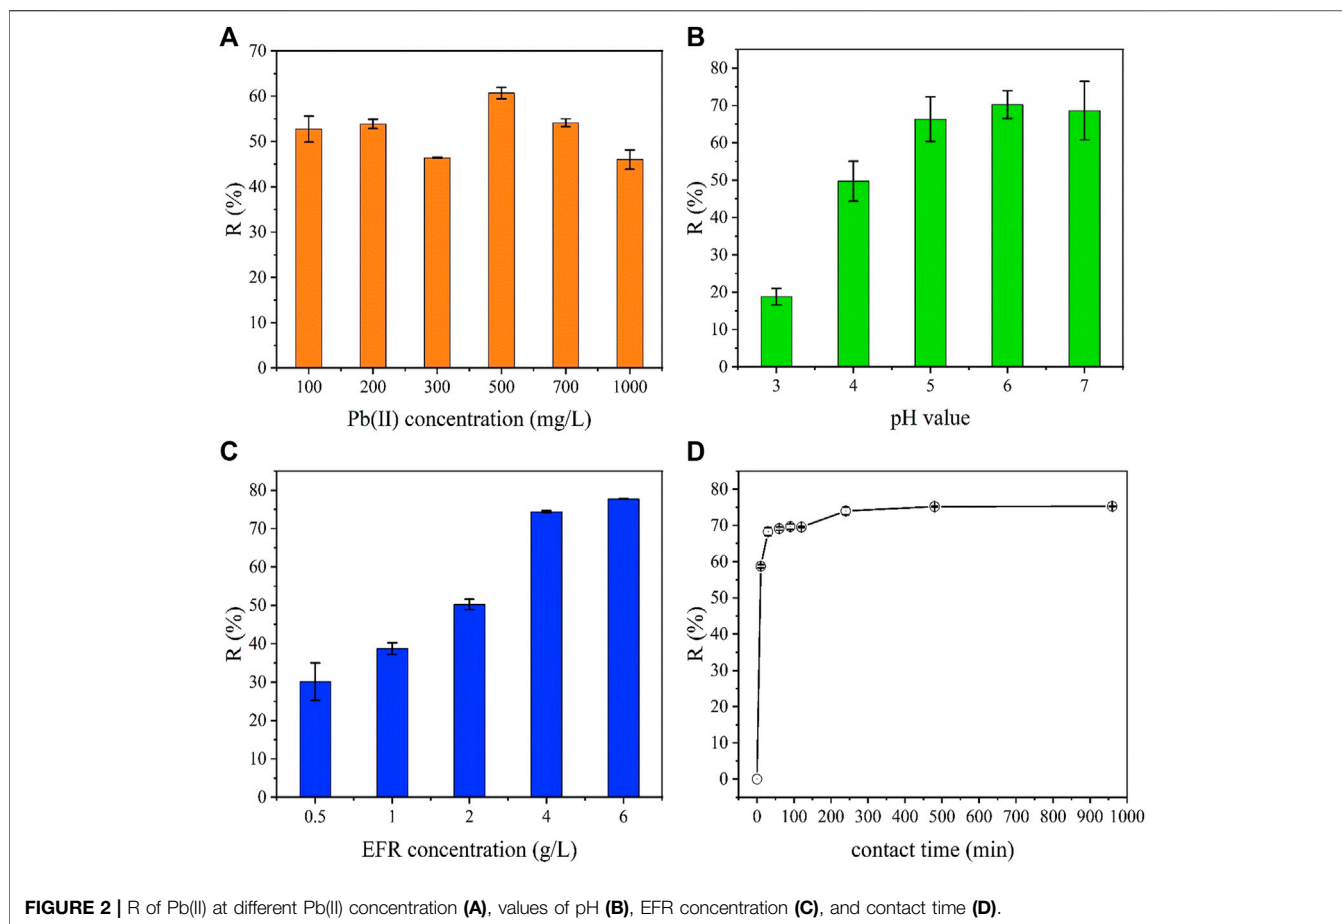 A
70
60
50
40
30
20
10
0
R (%)
100 200 300 500 700 1000
Pb(II) concentration (mg/L)
B
80
70
60
50
40
30
20
10
0
R (%)
3 4 5 6 7
pH value
C
80
70
60
50
40
30
20
10
0
R (%)
0.5 1 2 4 6
EFR concentration (g/L)
D
80
70
60
50
40
30
20
10
0
R (%)
0 100 200 300 400 500 600 700 800 900 1000
contact time (min)
FIGURE 2 | R of Pb(II) at different Pb(II) concentration (A), values of pH (B), EFR concentration (C), and contact time (D).